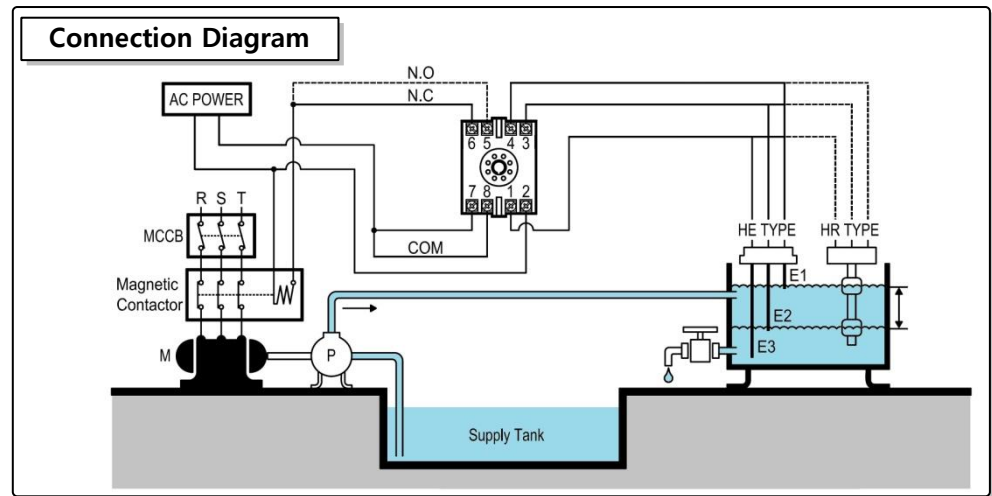 Connection Diagram
N.O
N.C
AC POWER
6 5 4 3
7 8 1 2
R S T
MCCB
COM
HE TYPE HR TYPE
Magnetic
Contactor
E1
E2
E3
M
P
Supply Tank